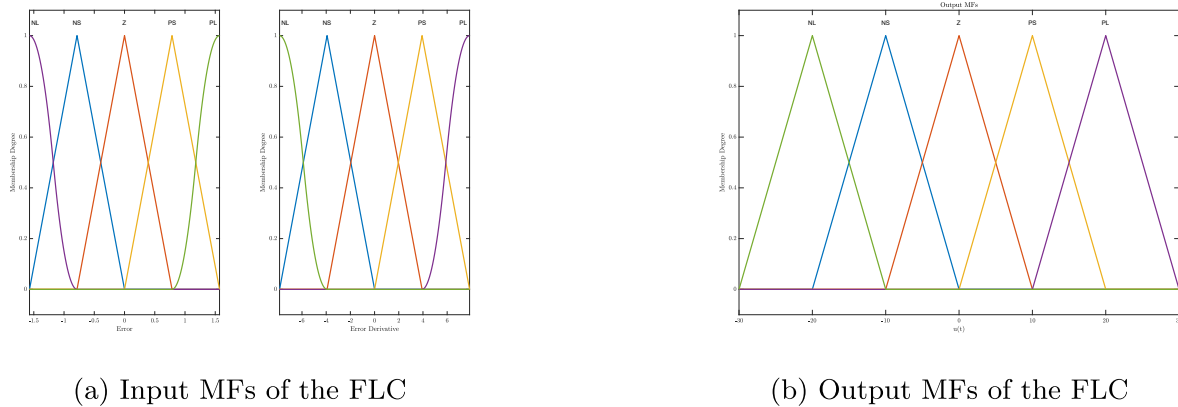 Output MFs
NL NS Z PS PL
NL NS Z PS PL
NL NS Z PS PL
Membership Degree
1
0.8
0.6
0.4
0.2
0
-1.5 -1 -0.5 0 0.5 1 1.5
Error
Membership Degree
1
0.8
0.6
0.4
0.2
0
-6 -4 -2 0 2 4 6
Error Derivative
Membership Degree
1
0.8
0.6
0.4
0.2
0
-30 -20 -10 0 10 20
u(t)
(a) Input MFs of the FLC
(b) Output MFs of the FLC